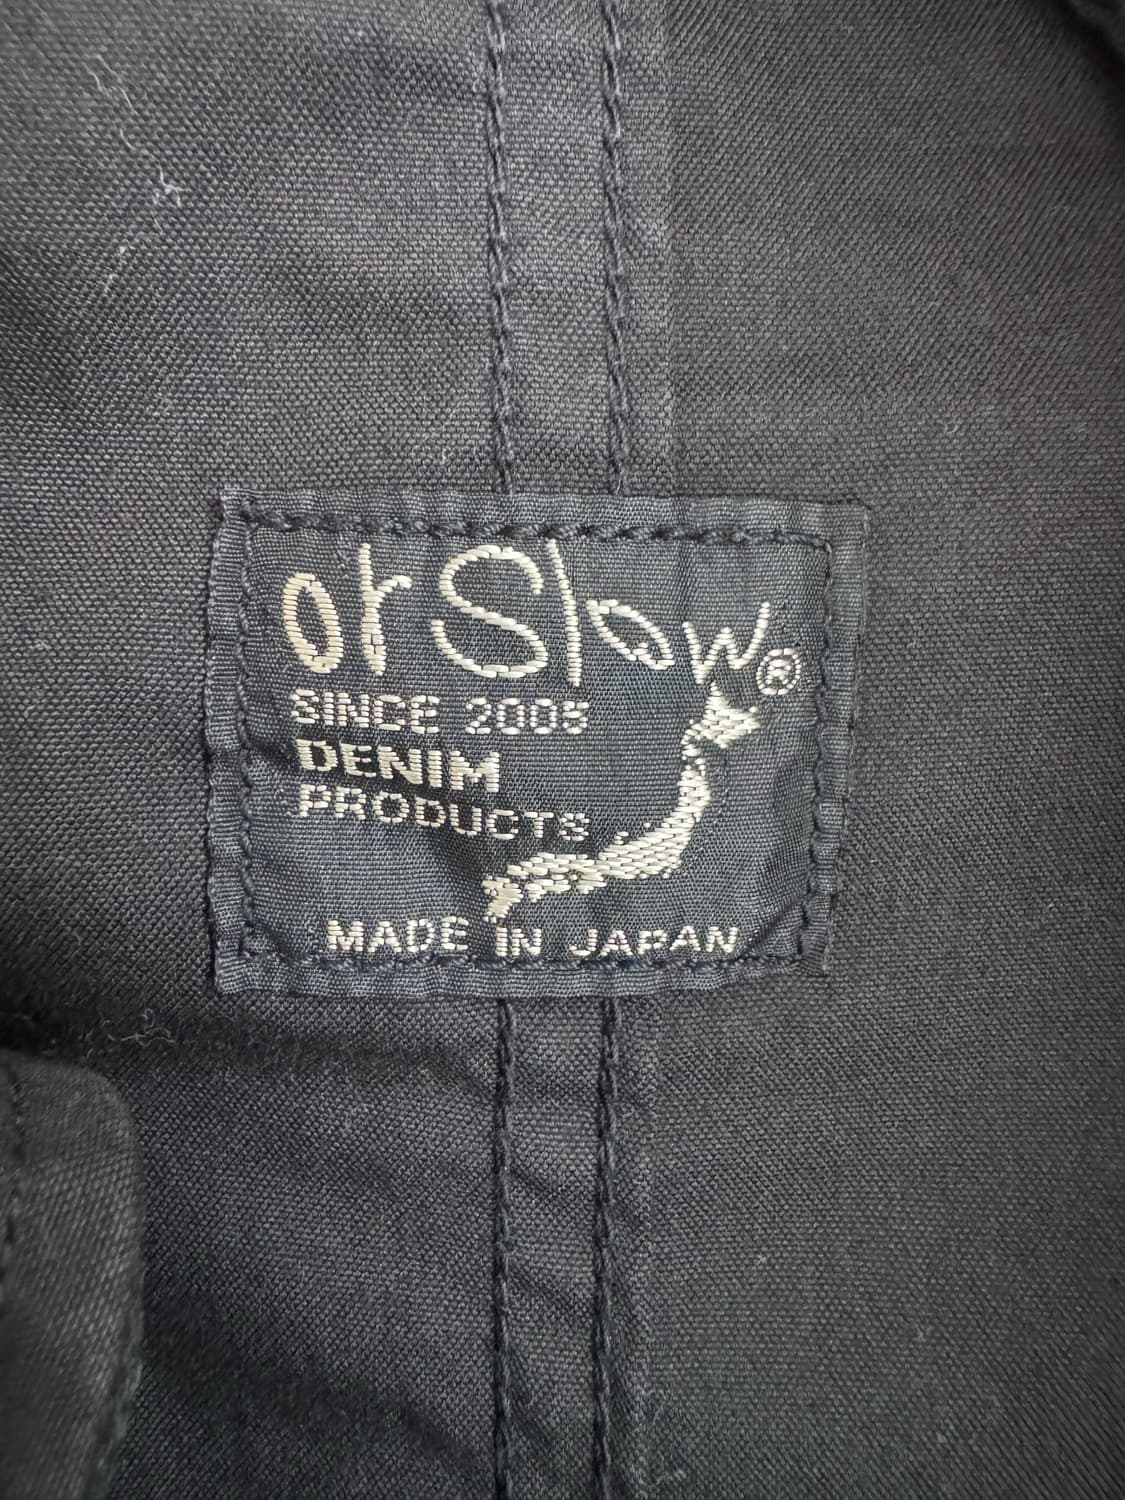 orSlow®
SINCE 2005
DENIM
PRODUCTS
MADE IN JAPAN